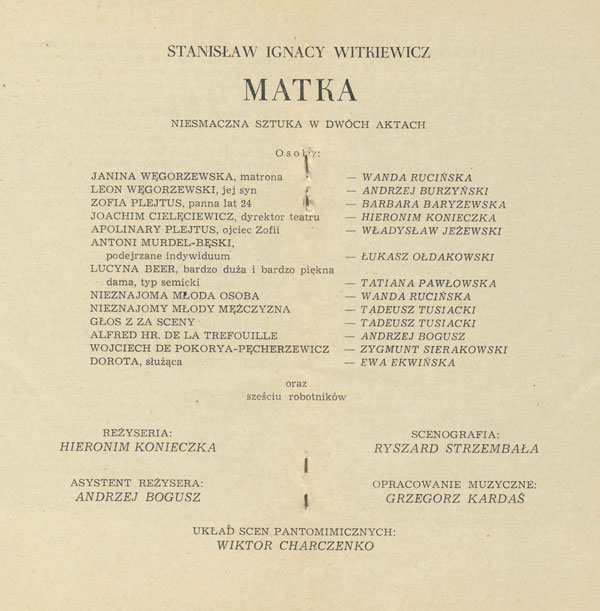 STANISŁAW IGNACY WITKIEWICZ
MATKA
NIESMACZNA SZTUKA W DWÓCH AKTACH
Osoby:
JANINA WĘGORZEWSKA, matrona — WANDA RUCIŃSKA
LEON WĘGORZEWSKI, jej syn — ANDRZEJ BURZYŃSKI
ZOFIA PLEJTUS, panna lat 24 — BARBARA BARYŻEWSKA
JOACHIM CIELĘCIEWICZ, dyrektor teatru — HIERONIM KONIECZKA
APOLINARY PLEJTUS, ojciec Zofii — WŁADYSŁAW JEŻEWSKI
ANTONI MURDEL-BĘSKI,
podejrzane indywiduum — ŁUKASZ OŁDAKOWSKI
LUCYNA BEER, bardzo duża i bardzo piękna
dama, typ semicki — TATIANA PAWŁOWSKA
NIEZNAJOMA MŁODA OSOBA — WANDA RUCIŃSKA
NIEZNAJOMY MŁODY MĘŻCZYZNA — TADEUSZ TUSIACKI
GŁOS Z ZA SCENY — TADEUSZ TUSIACKI
ALFRED HR. DE LA TREFOUILLE — ANDRZEJ BOGUSZ
WOJCIECH DE POKORYA-PĘCHERZEWICZ — ZYGMUNT SIERAKOWSKI
DOROTA, służąca — EWA EKWIŃSKA
oraz
sześciu robotników
REŻYSERIA:
HIERONIM KONIECZKA
SCENOGRAFIA:
RYSZARD STRZEMBAŁA
ASYSTENT REŻYSERA:
ANDRZEJ BOGUSZ
OPRACOWANIE MUZYCZNE:
GRZEGORZ KARDAŚ
UKŁAD SCEN PANTOMIMICZNYCH:
WIKTOR CHARCZENKO